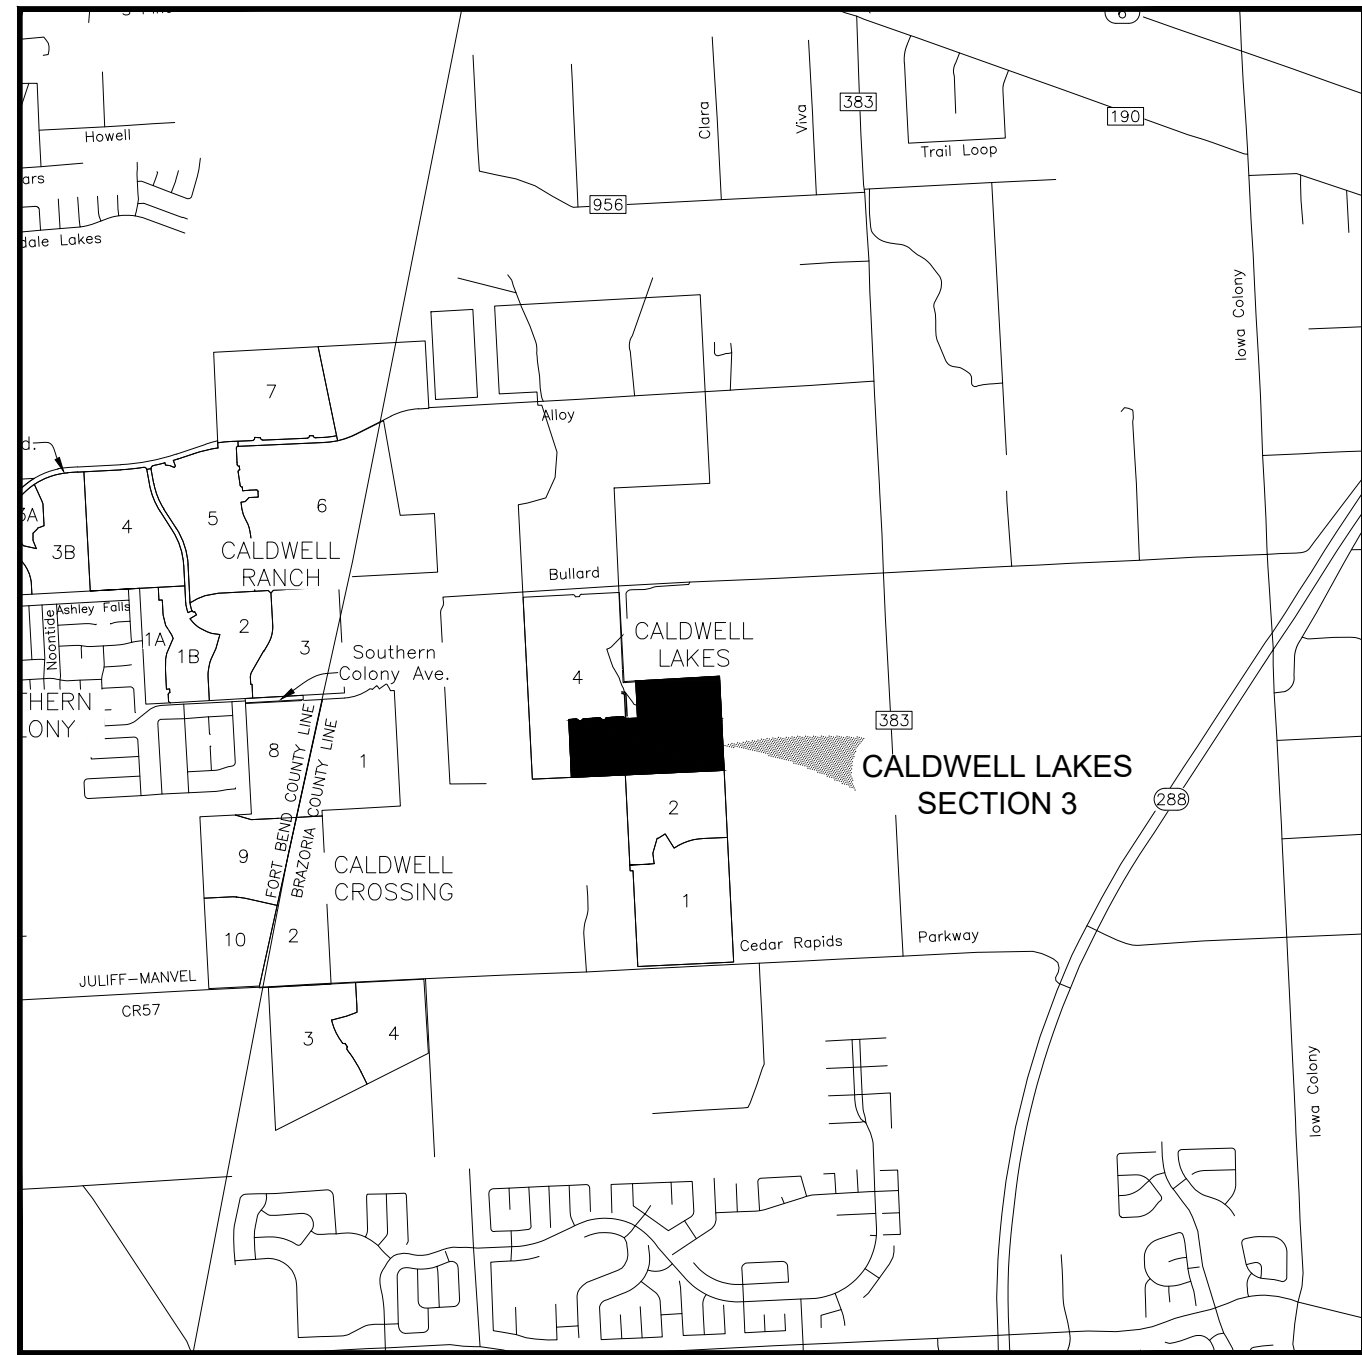 6
383
190
Clara
Viva
Howell
Trail Loop
ars
956
dale Lakes
Iowa Colony
7
Alloy
d.
6
5
3A
4
3B
CALDWELL
RANCH
Bullard
Ashley Falls
Noontide
1A
1B
2
3
CALDWELL
LAKES
Southern
Colony Ave.
4
THERN
LONY
383
8
1
FORT BEND COUNTY LINE
BRAZORIA COUNTY LINE
CALDWELL LAKES
SECTION 3
288
2
9
CALDWELL
CROSSING
1
10
2
Cedar Rapids
Parkway
JULIFF-MANVEL
CR57
3
4
Iowa Colony